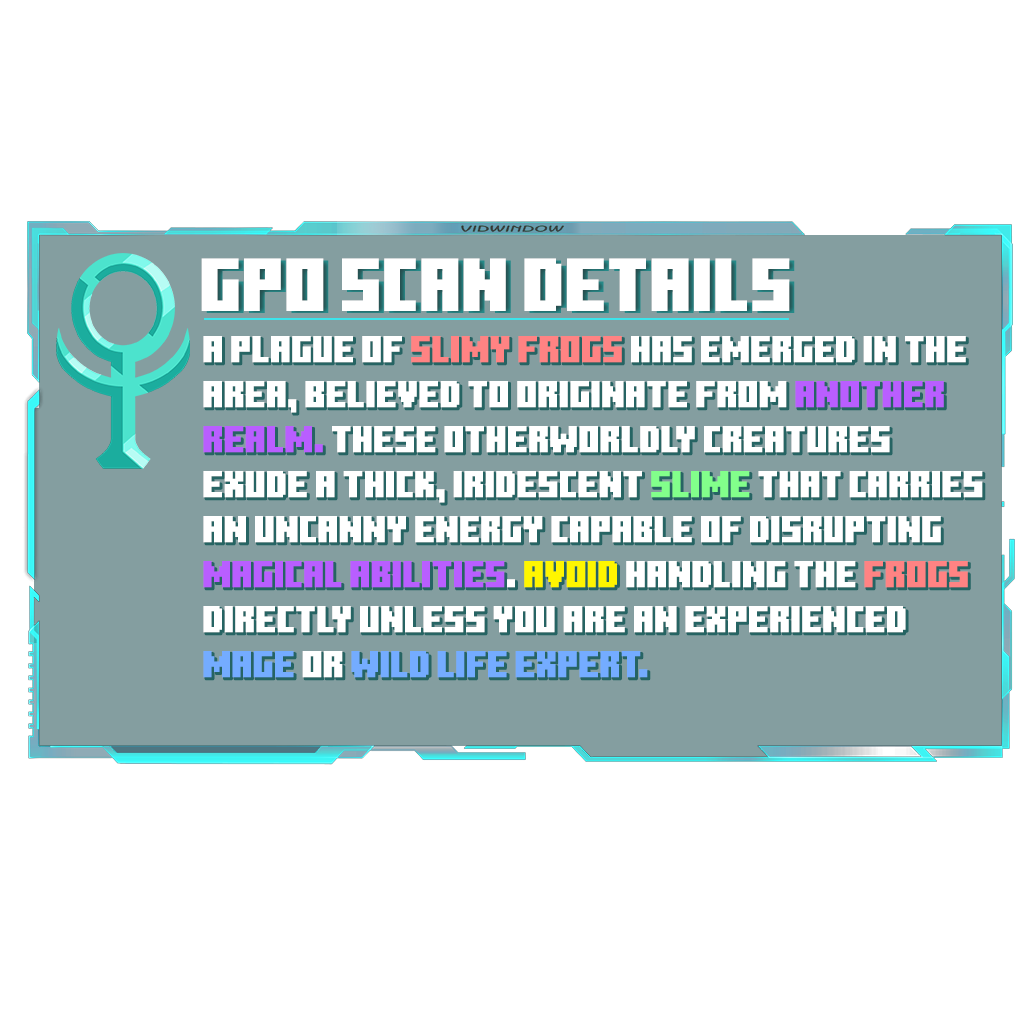 VIDWINDOW
GPO SCAN DETAILS
A PLAGUE OF SLIMY FROGS HAS EMERGED IN THE
AREA, BELIEVED TO ORIGINATE FROM ANOTHER
REALM. THESE OTHERWORLDLY CREATURES
EXUDE A THICK, IRIDESCENT SLIME THAT CARRIES
AN UNCANNY ENERGY CAPABLE OF DISRUPTING
MAGICAL ABILITIES. AVOID HANDLING THE FROGS
DIRECTLY UNLESS YOU ARE AN EXPERIENCED
MAGE OR WILD LIFE EXPERT.